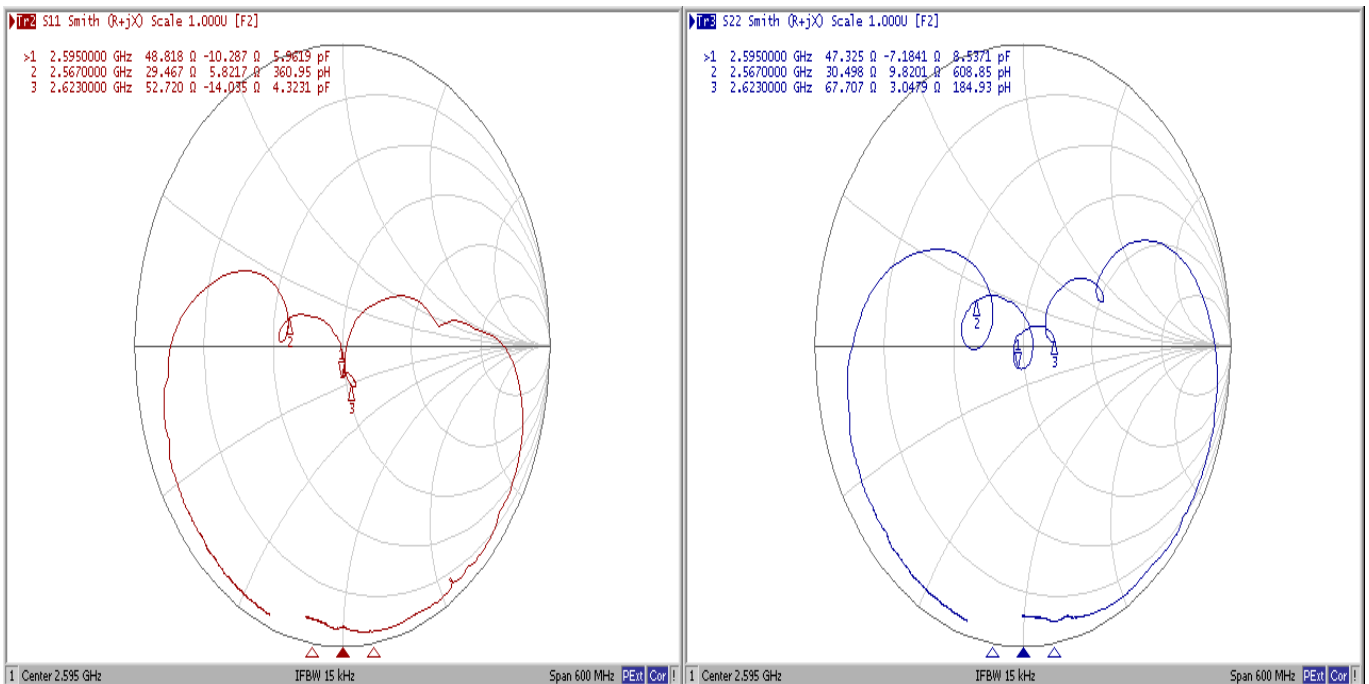 Tr2 S11 Smith (R+jX) Scale 1.000U [F2]
>1 2.5950000 GHz 48.818 Ω -10.287 Ω 5.9619 pF
2 2.5670000 GHz 29.467 Ω 5.8217 Ω 360.95 pH
3 2.6230000 GHz 52.720 Ω -14.035 Ω 4.3231 pF
2
3
1 Center 2.595 GHz IFBW 15 kHz Span 600 MHz PExt Cor !
Tr3 S22 Smith (R+jX) Scale 1.000U [F2]
>1 2.5950000 GHz 47.325 Ω -7.1841 Ω 8.5371 pF
2 2.5670000 GHz 30.498 Ω 9.8201 Ω 608.85 pH
3 2.6230000 GHz 67.707 Ω 3.0479 Ω 184.93 pH
2
1
3
1 Center 2.595 GHz IFBW 15 kHz Span 600 MHz PExt Cor !